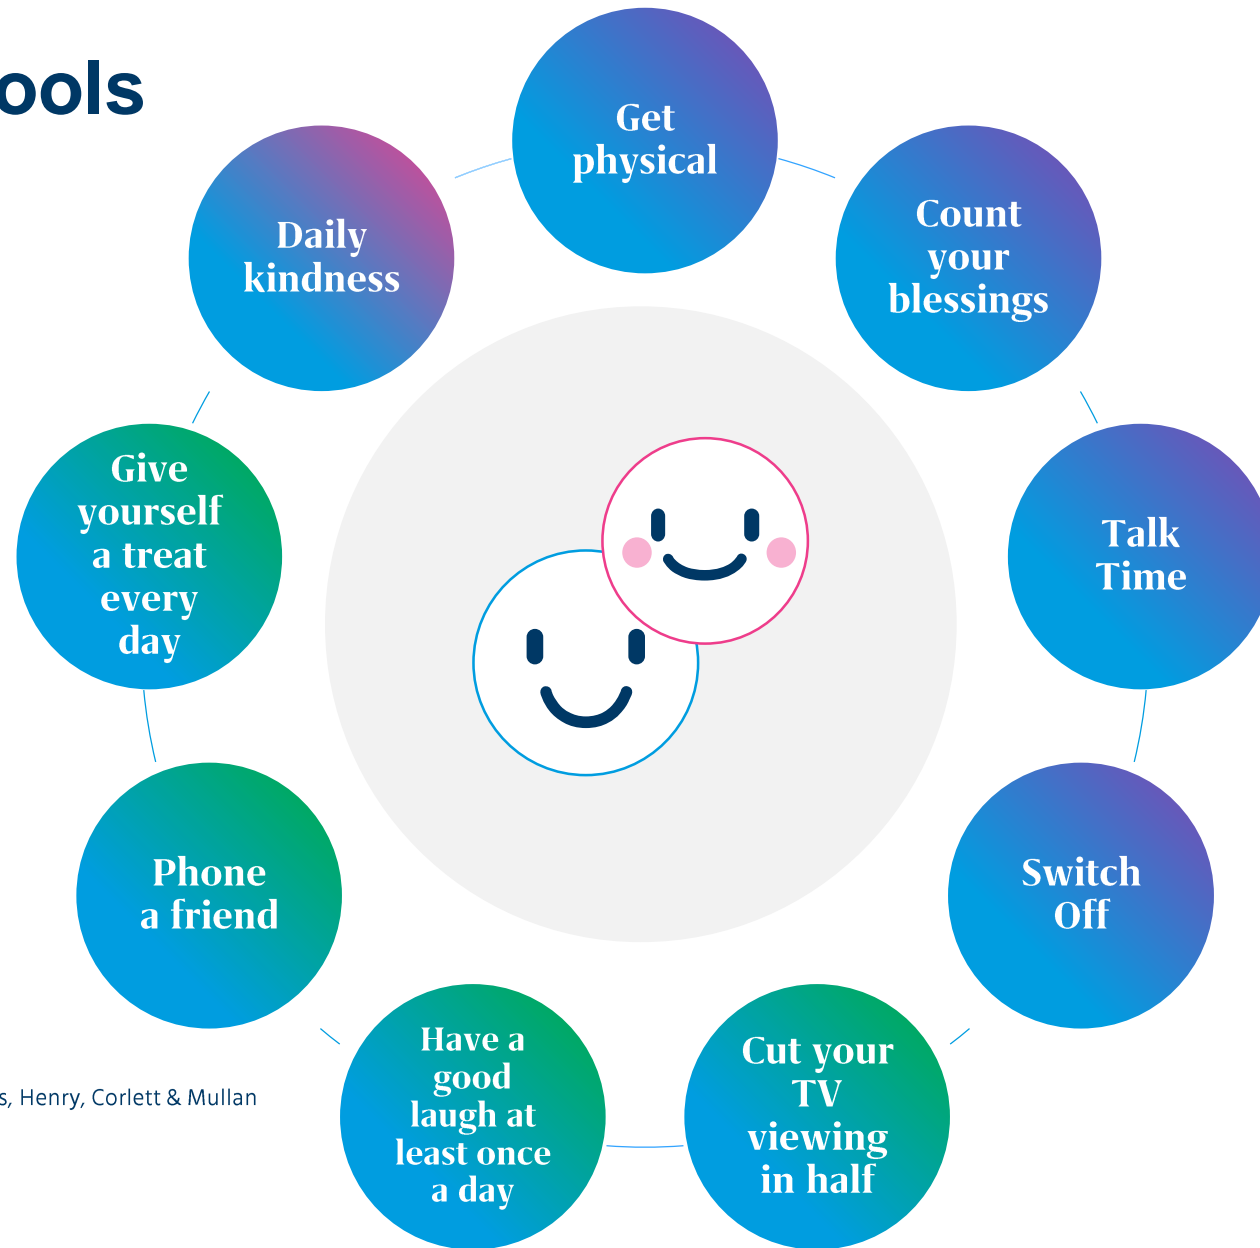 ools
Get
physical
Count
your
blessings
Talk
Time
Switch
Off
Cut your
TV
viewing
in half
Have a
good
laugh at
least once
a day
Phone
a friend
Give
yourself
a treat
every
day
Daily
kindness
s, Henry, Corlett & Mullan